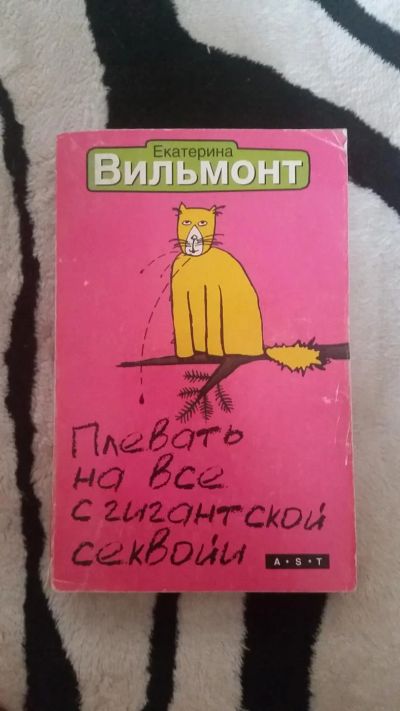 Екатерина
Вильмонт
Плевать
на все
с гигантской
секвойи
A•S•T